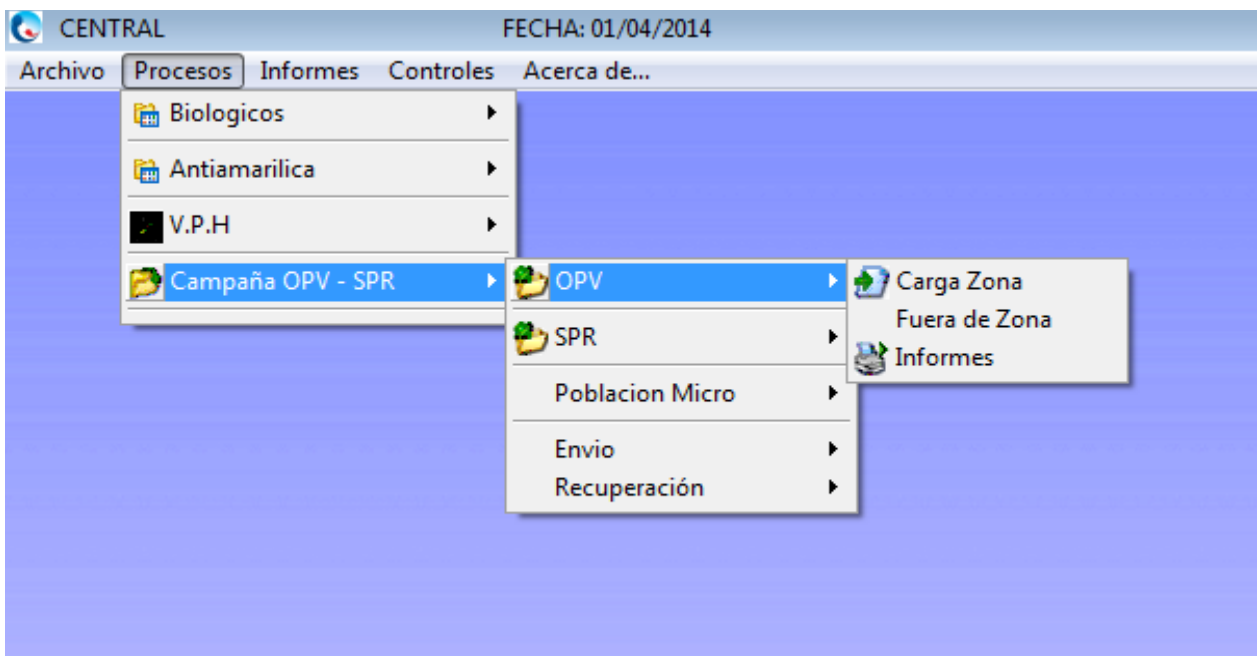 CENTRAL FECHA: 01/04/2014
Archivo Procesos Informes Controles Acerca de...
Biologicos
Antiamarilica
V.P.H
Campaña OPV - SPR
OPV
SPR
Poblacion Micro
Envio
Recuperación
Carga Zona
Fuera de Zona
Informes